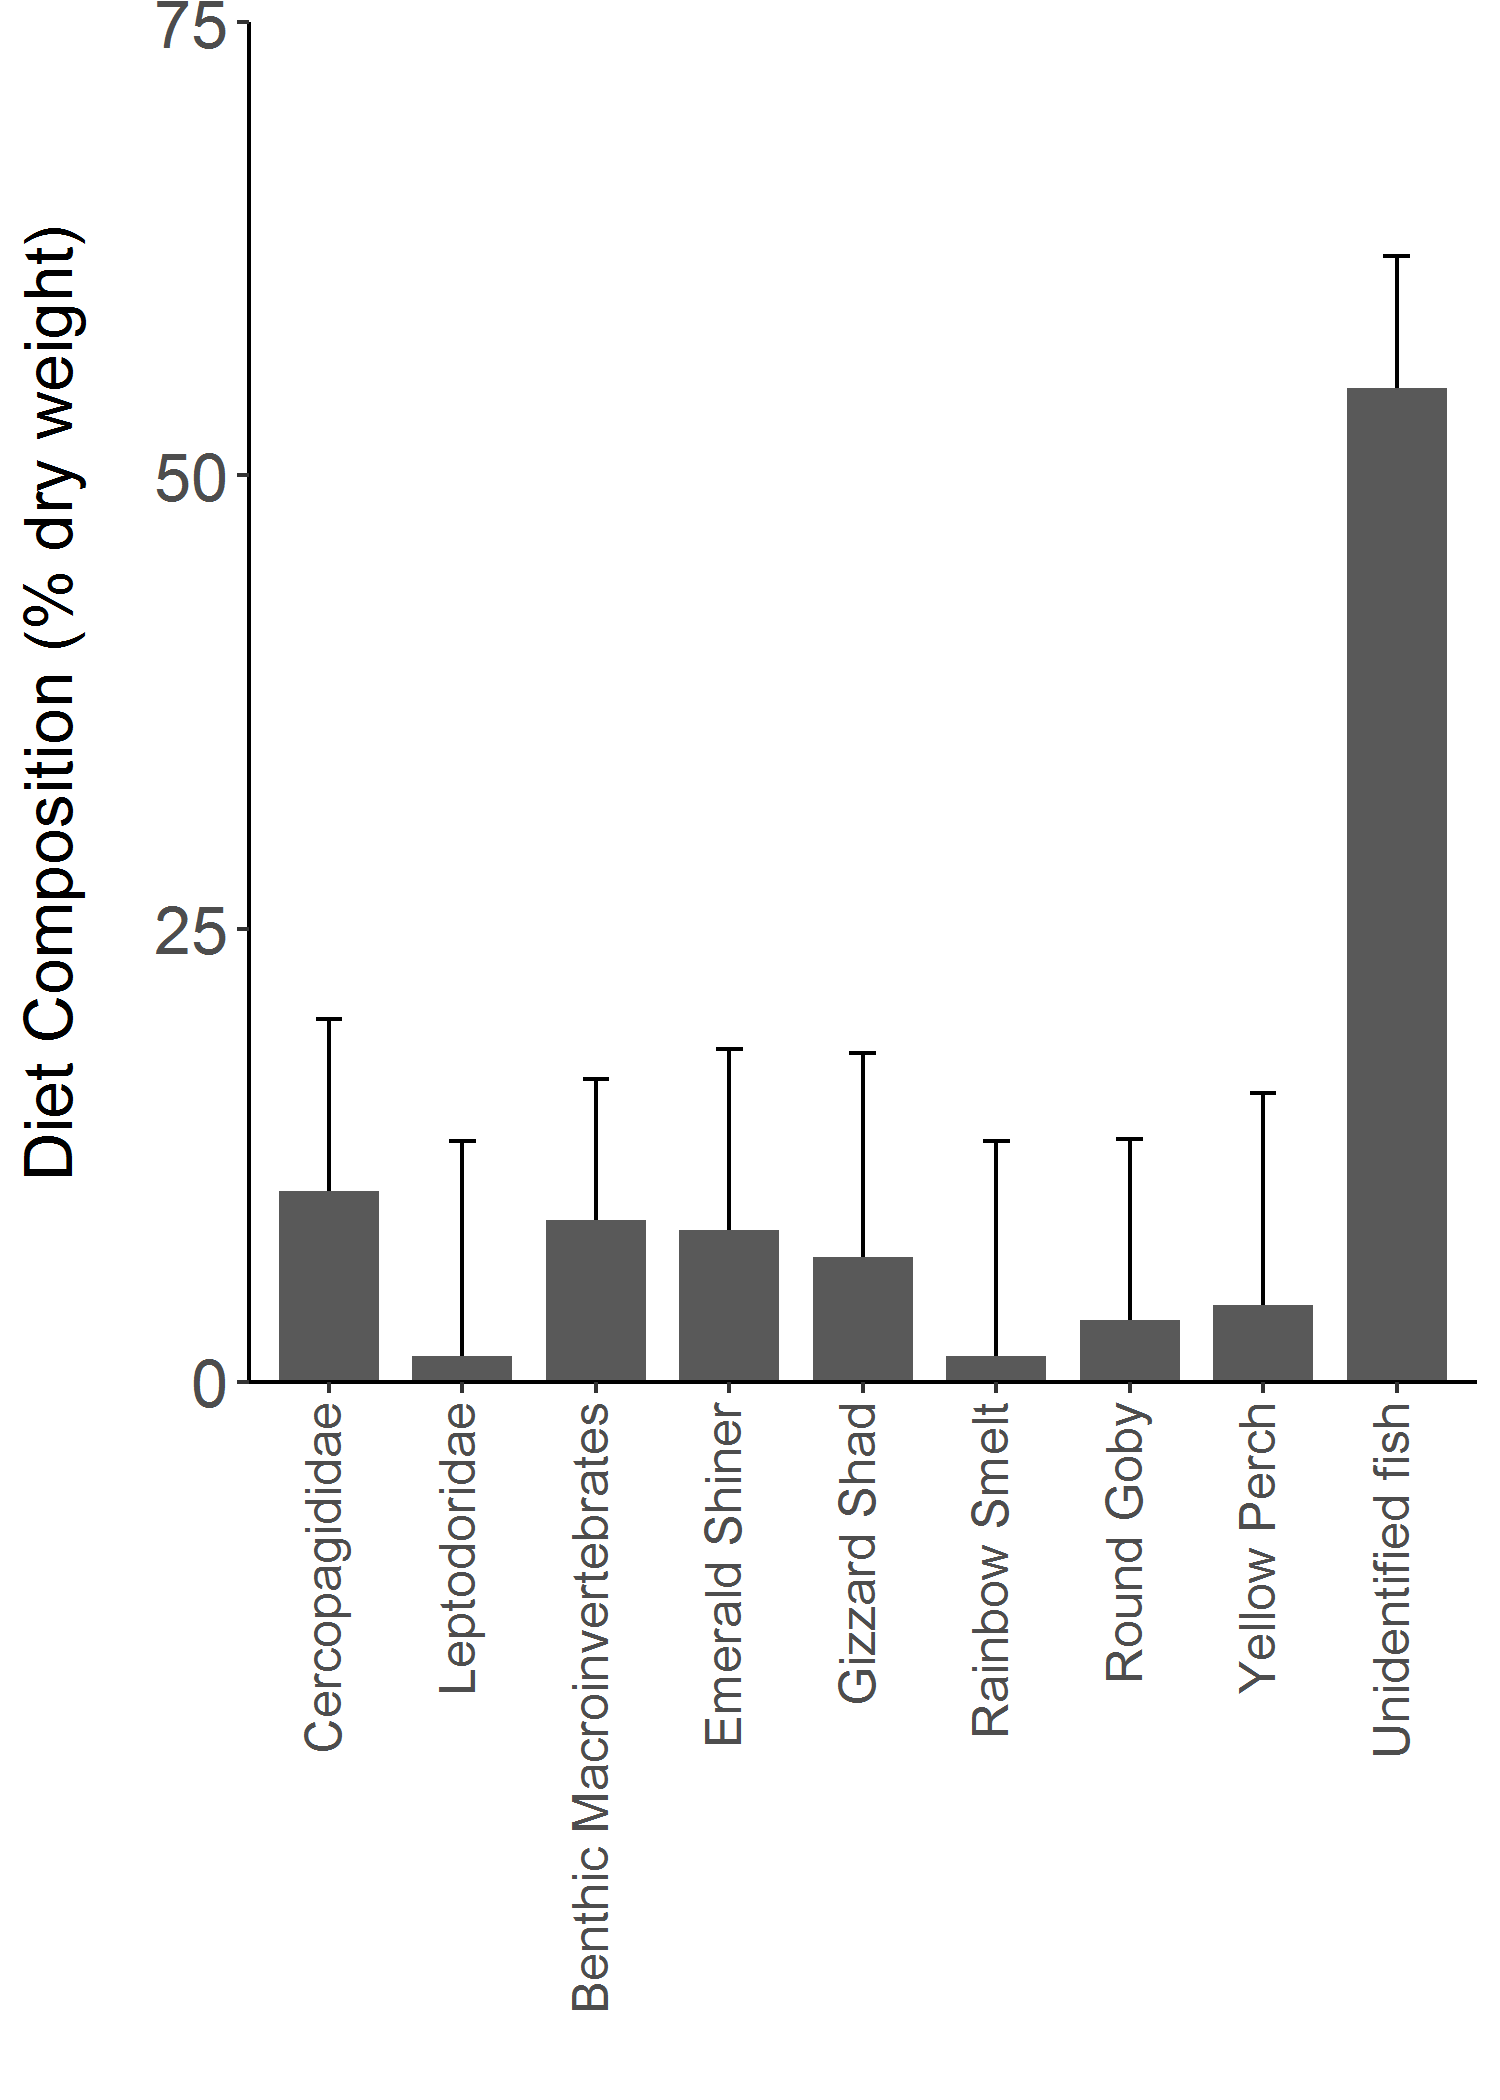 Diet Composition (% dry weight)
75
50
25
0
Cercopagididae
Leptodoridae
Benthic Macroinvertebrates
Emerald Shiner
Gizzard Shad
Rainbow Smelt
Round Goby
Yellow Perch
Unidentified fish